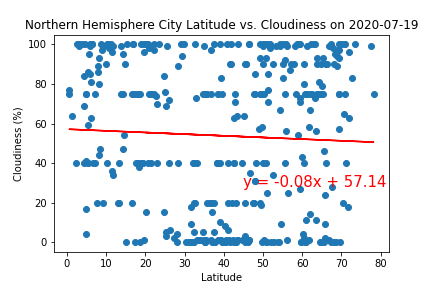 Northern Hemisphere City Latitude vs. Cloudiness on 2020-07-19
100
80
60
40
20
0
Cloudiness (%)
y = -0.08x + 57.14
0 10 20 30 40 50 60 70 80
Latitude